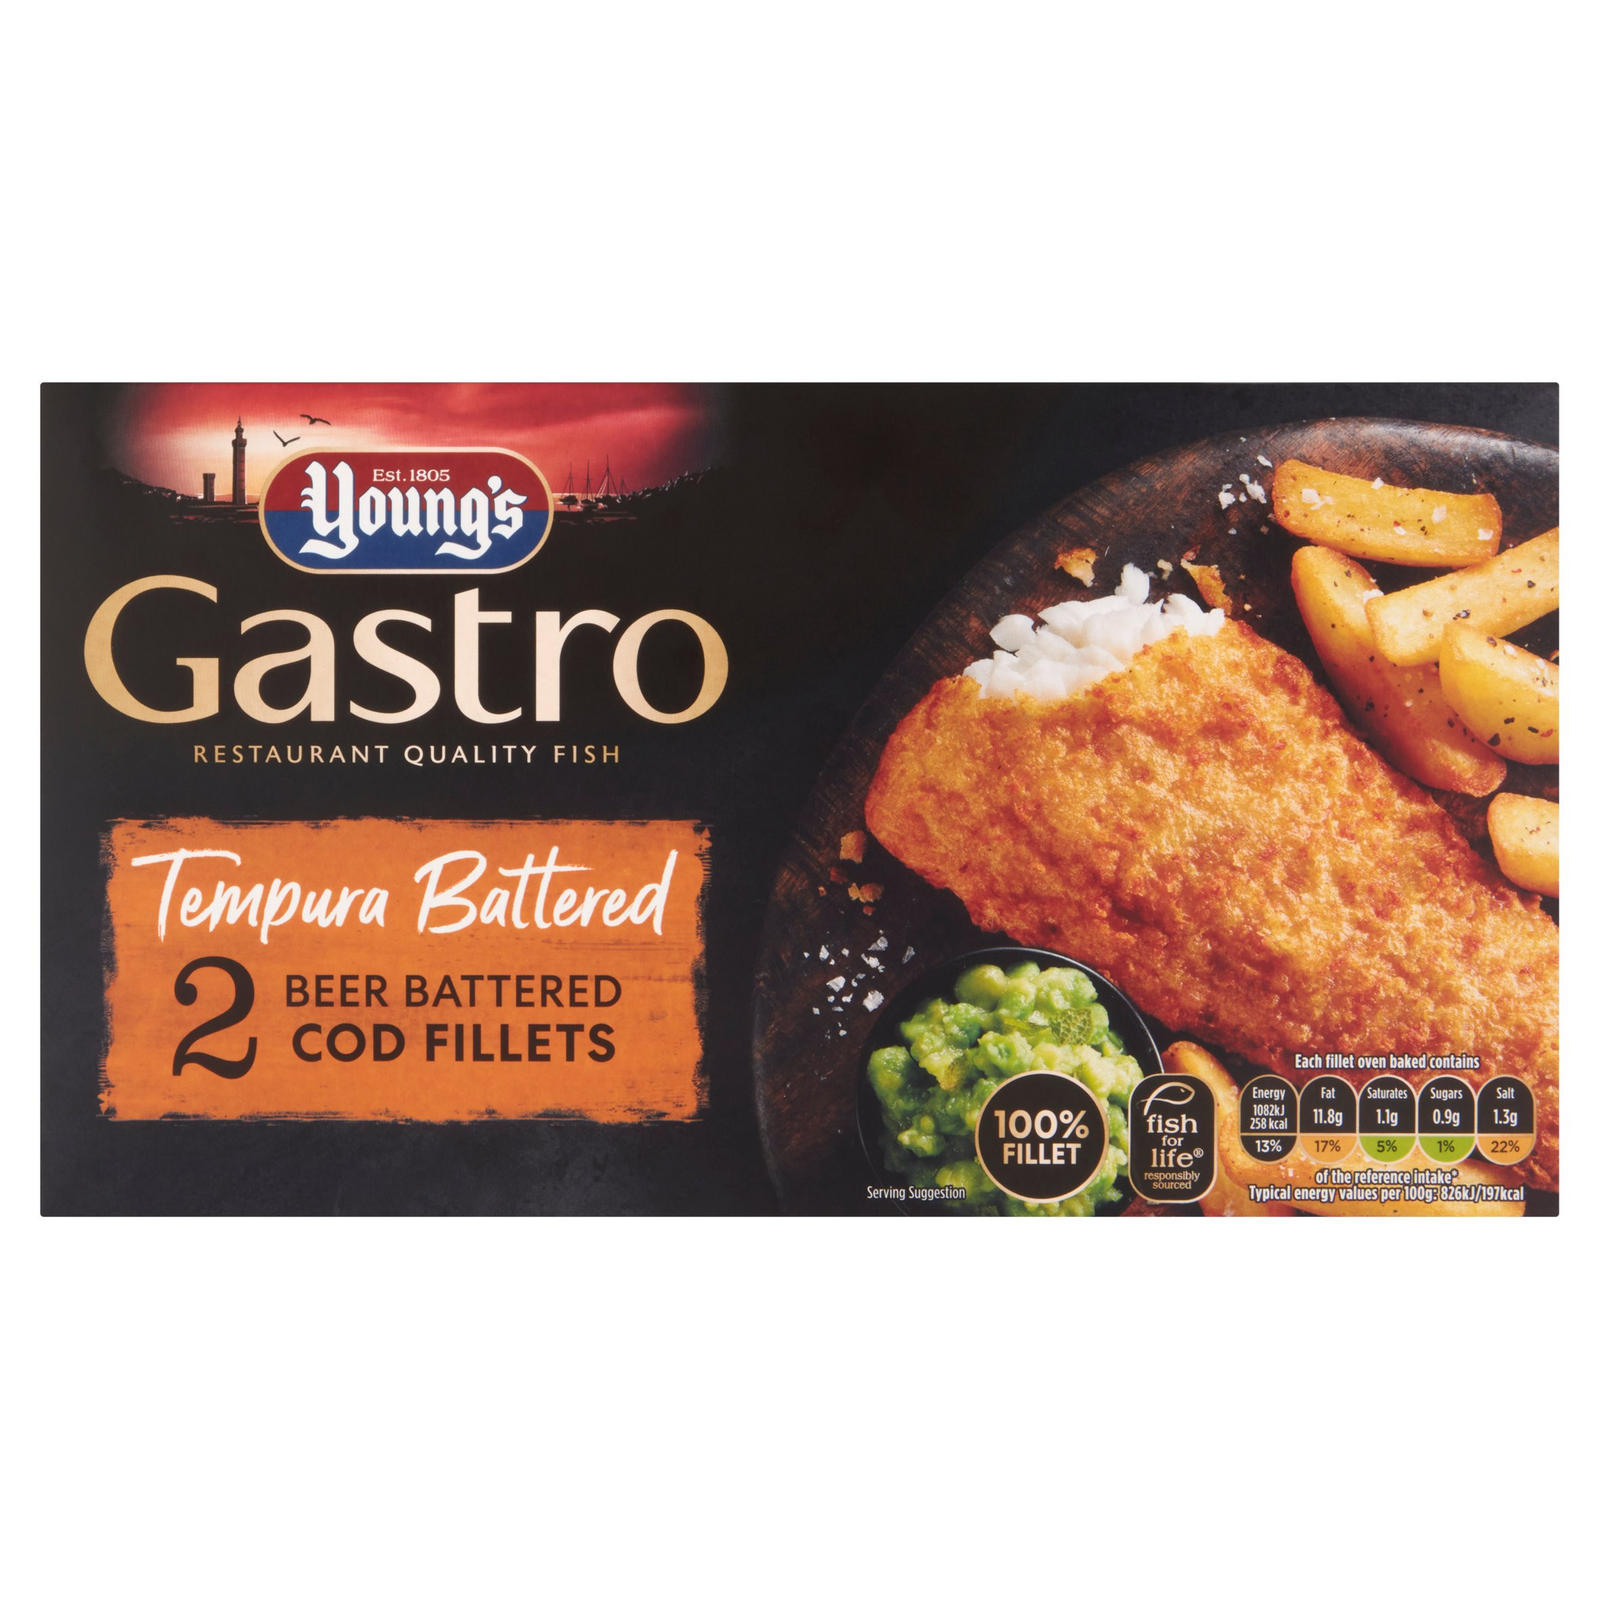 Est.1805
Young's
Gastro
RESTAURANT QUALITY FISH
Tempura Battered
2 BEER BATTERED
COD FILLETS
Serving Suggestion
100%
FILLET
fish
for
life®
responsibly
sourced
Each fillet oven baked contains
Energy Fat Saturates Sugars Salt
1082kJ
258 kcal 11.8g 1.1g 0.9g 1.3g
13% 17% 5% 1% 22%
of the reference intake*
Typical energy values per 100g: 826kJ/197kcal